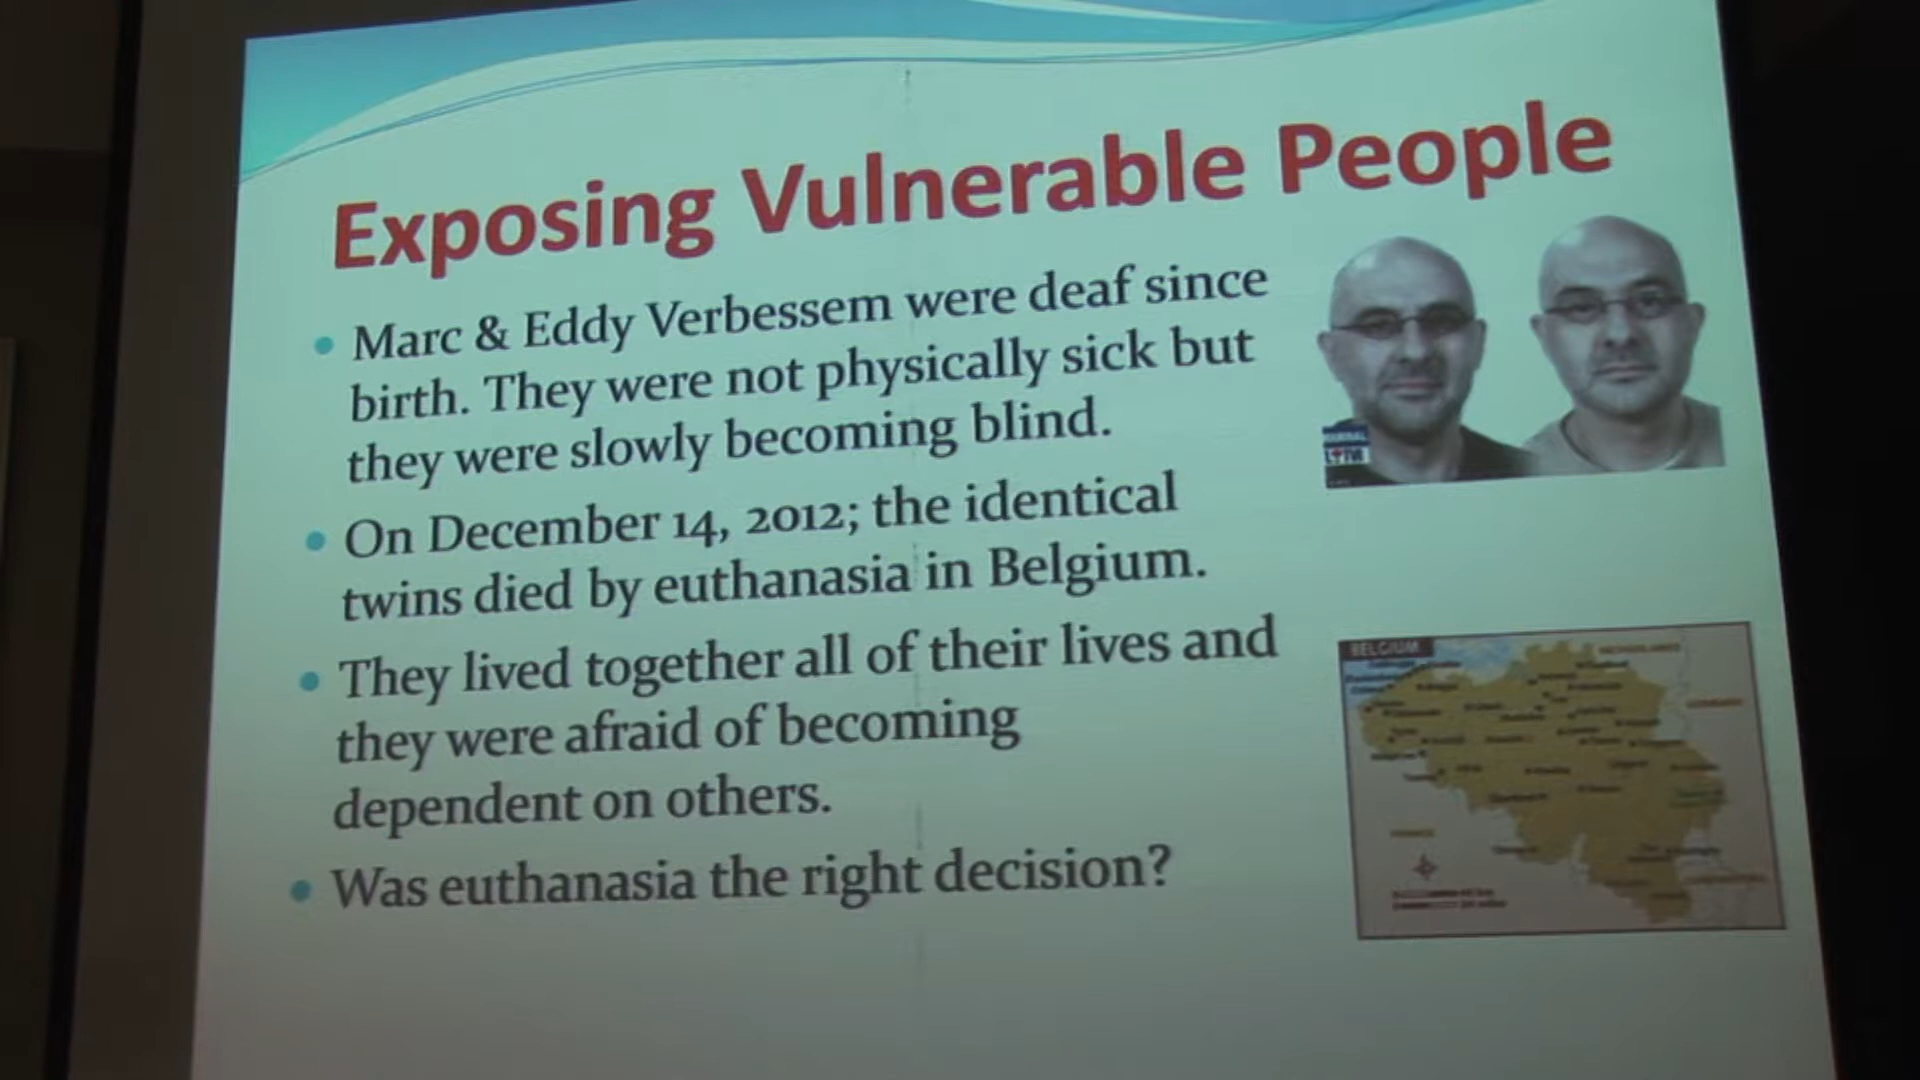 Exposing Vulnerable People
• Marc & Eddy Verbessem were deaf since
birth. They were not physically sick but
they were slowly becoming blind.
• On December 14, 2012; the identical
twins died by euthanasia in Belgium.
• They lived together all of their lives and
they were afraid of becoming
dependent on others.
• Was euthanasia the right decision?
BELGIUM